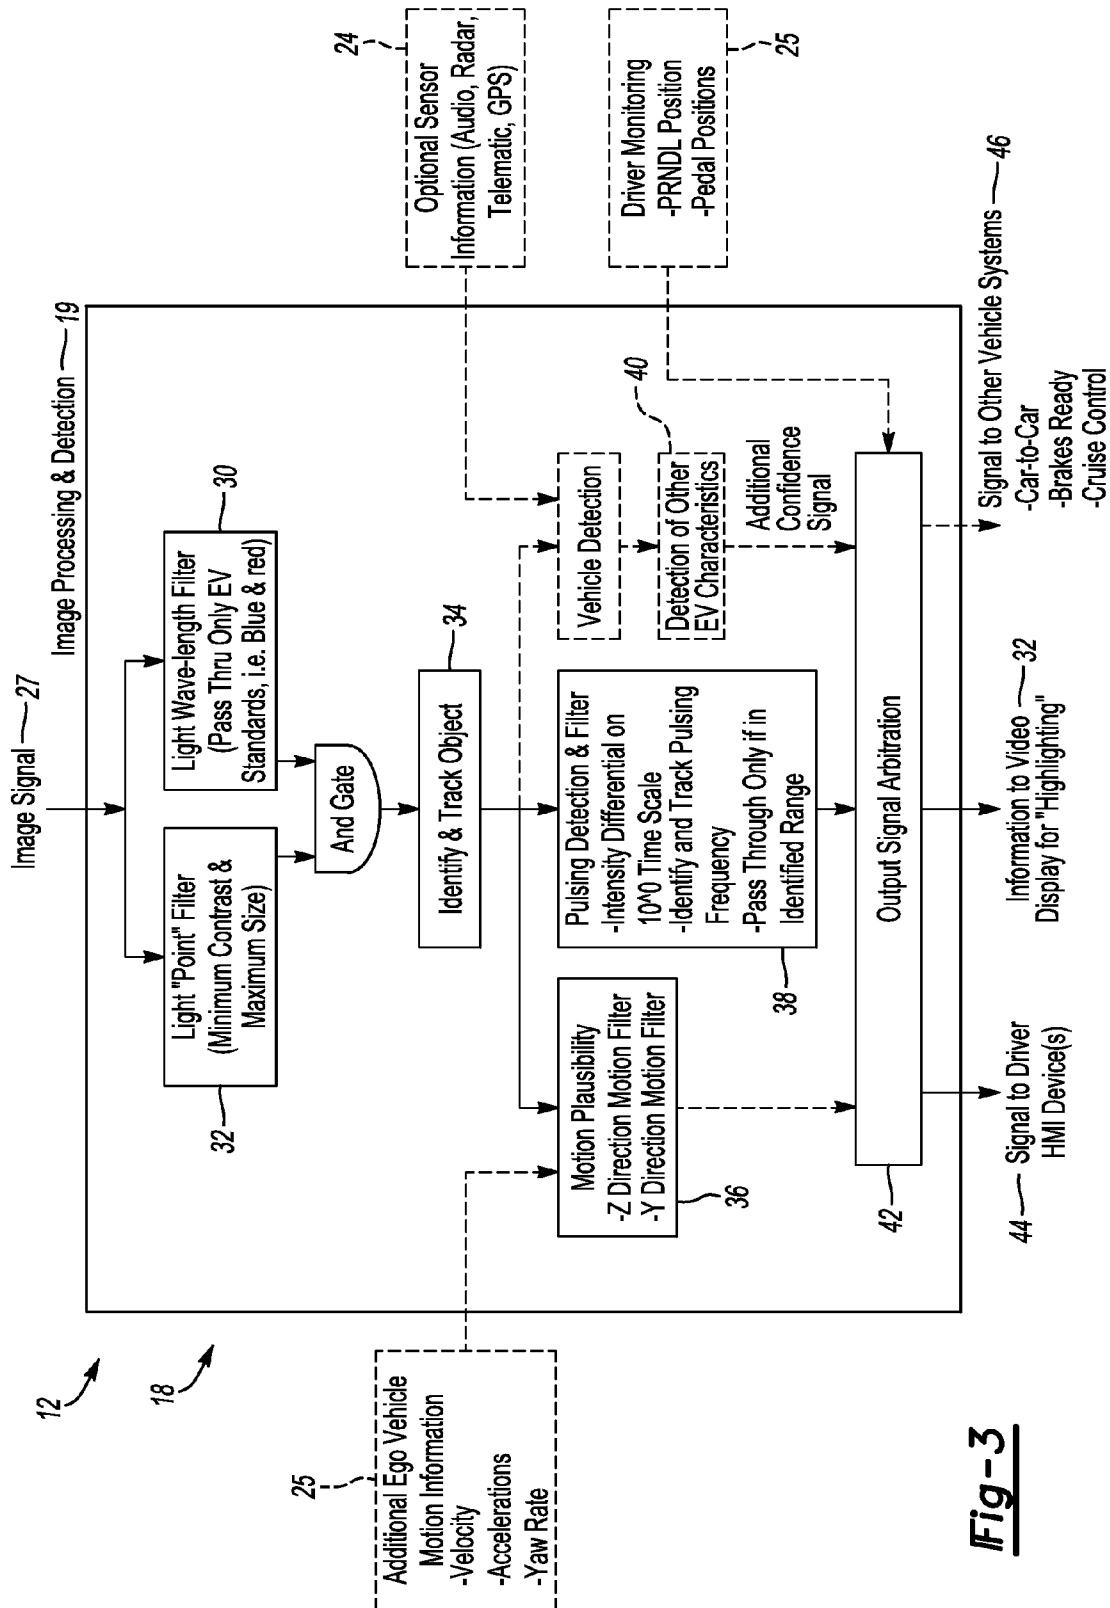 12
18
Image Signal
27
Image Processing & Detection
19
Light "Point" Filter
(Minimum Contrast &
Maximum Size)
32
Light Wave-length Filter
(Pass Thru Only EV
Standards, i.e. Blue & red)
30
And Gate
Identify & Track Object
34
Additional Ego Vehicle
Motion Information
-Velocity
-Accelerations
-Yaw Rate
25
Optional Sensor
Information (Audio, Radar,
Telematic, GPS)
24
Driver Monitoring
-PRNDL Position
-Pedal Positions
25
Motion Plausibility
-Z Direction Motion Filter
-Y Direction Motion Filter
36
Pulsing Detection & Filter
-Intensity Differential on
10^0 Time Scale
-Identify and Track Pulsing
Frequency
-Pass Through Only if in
Identified Range
38
Vehicle Detection
Detection of Other
EV Characteristics
40
Additional
Confidence
Signal
Output Signal Arbitration
42
44
Signal to Driver
HMI Device(s)
Information to Video
32
Display for "Highlighting"
Signal to Other Vehicle Systems
46
-Car-to-Car
-Brakes Ready
-Cruise Control
Fig-3